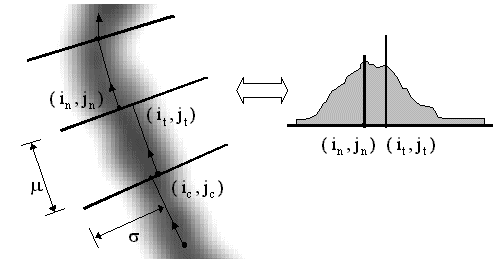 (i_n, j_n)
(i_t, j_t)
(i_c, j_c)
μ
σ
(i_n, j_n) (i_t, j_t)